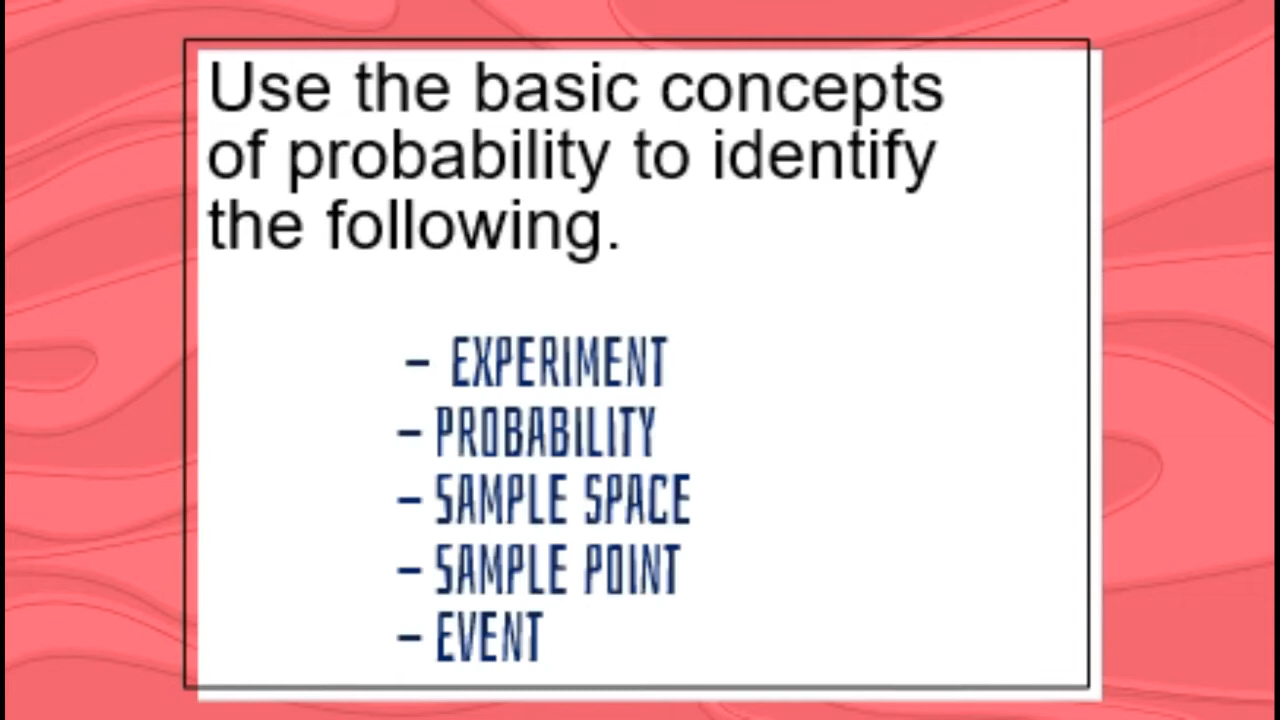 Use the basic concepts
of probability to identify
the following.
– EXPERIMENT
– PROBABILITY
– SAMPLE SPACE
– SAMPLE POINT
– EVENT